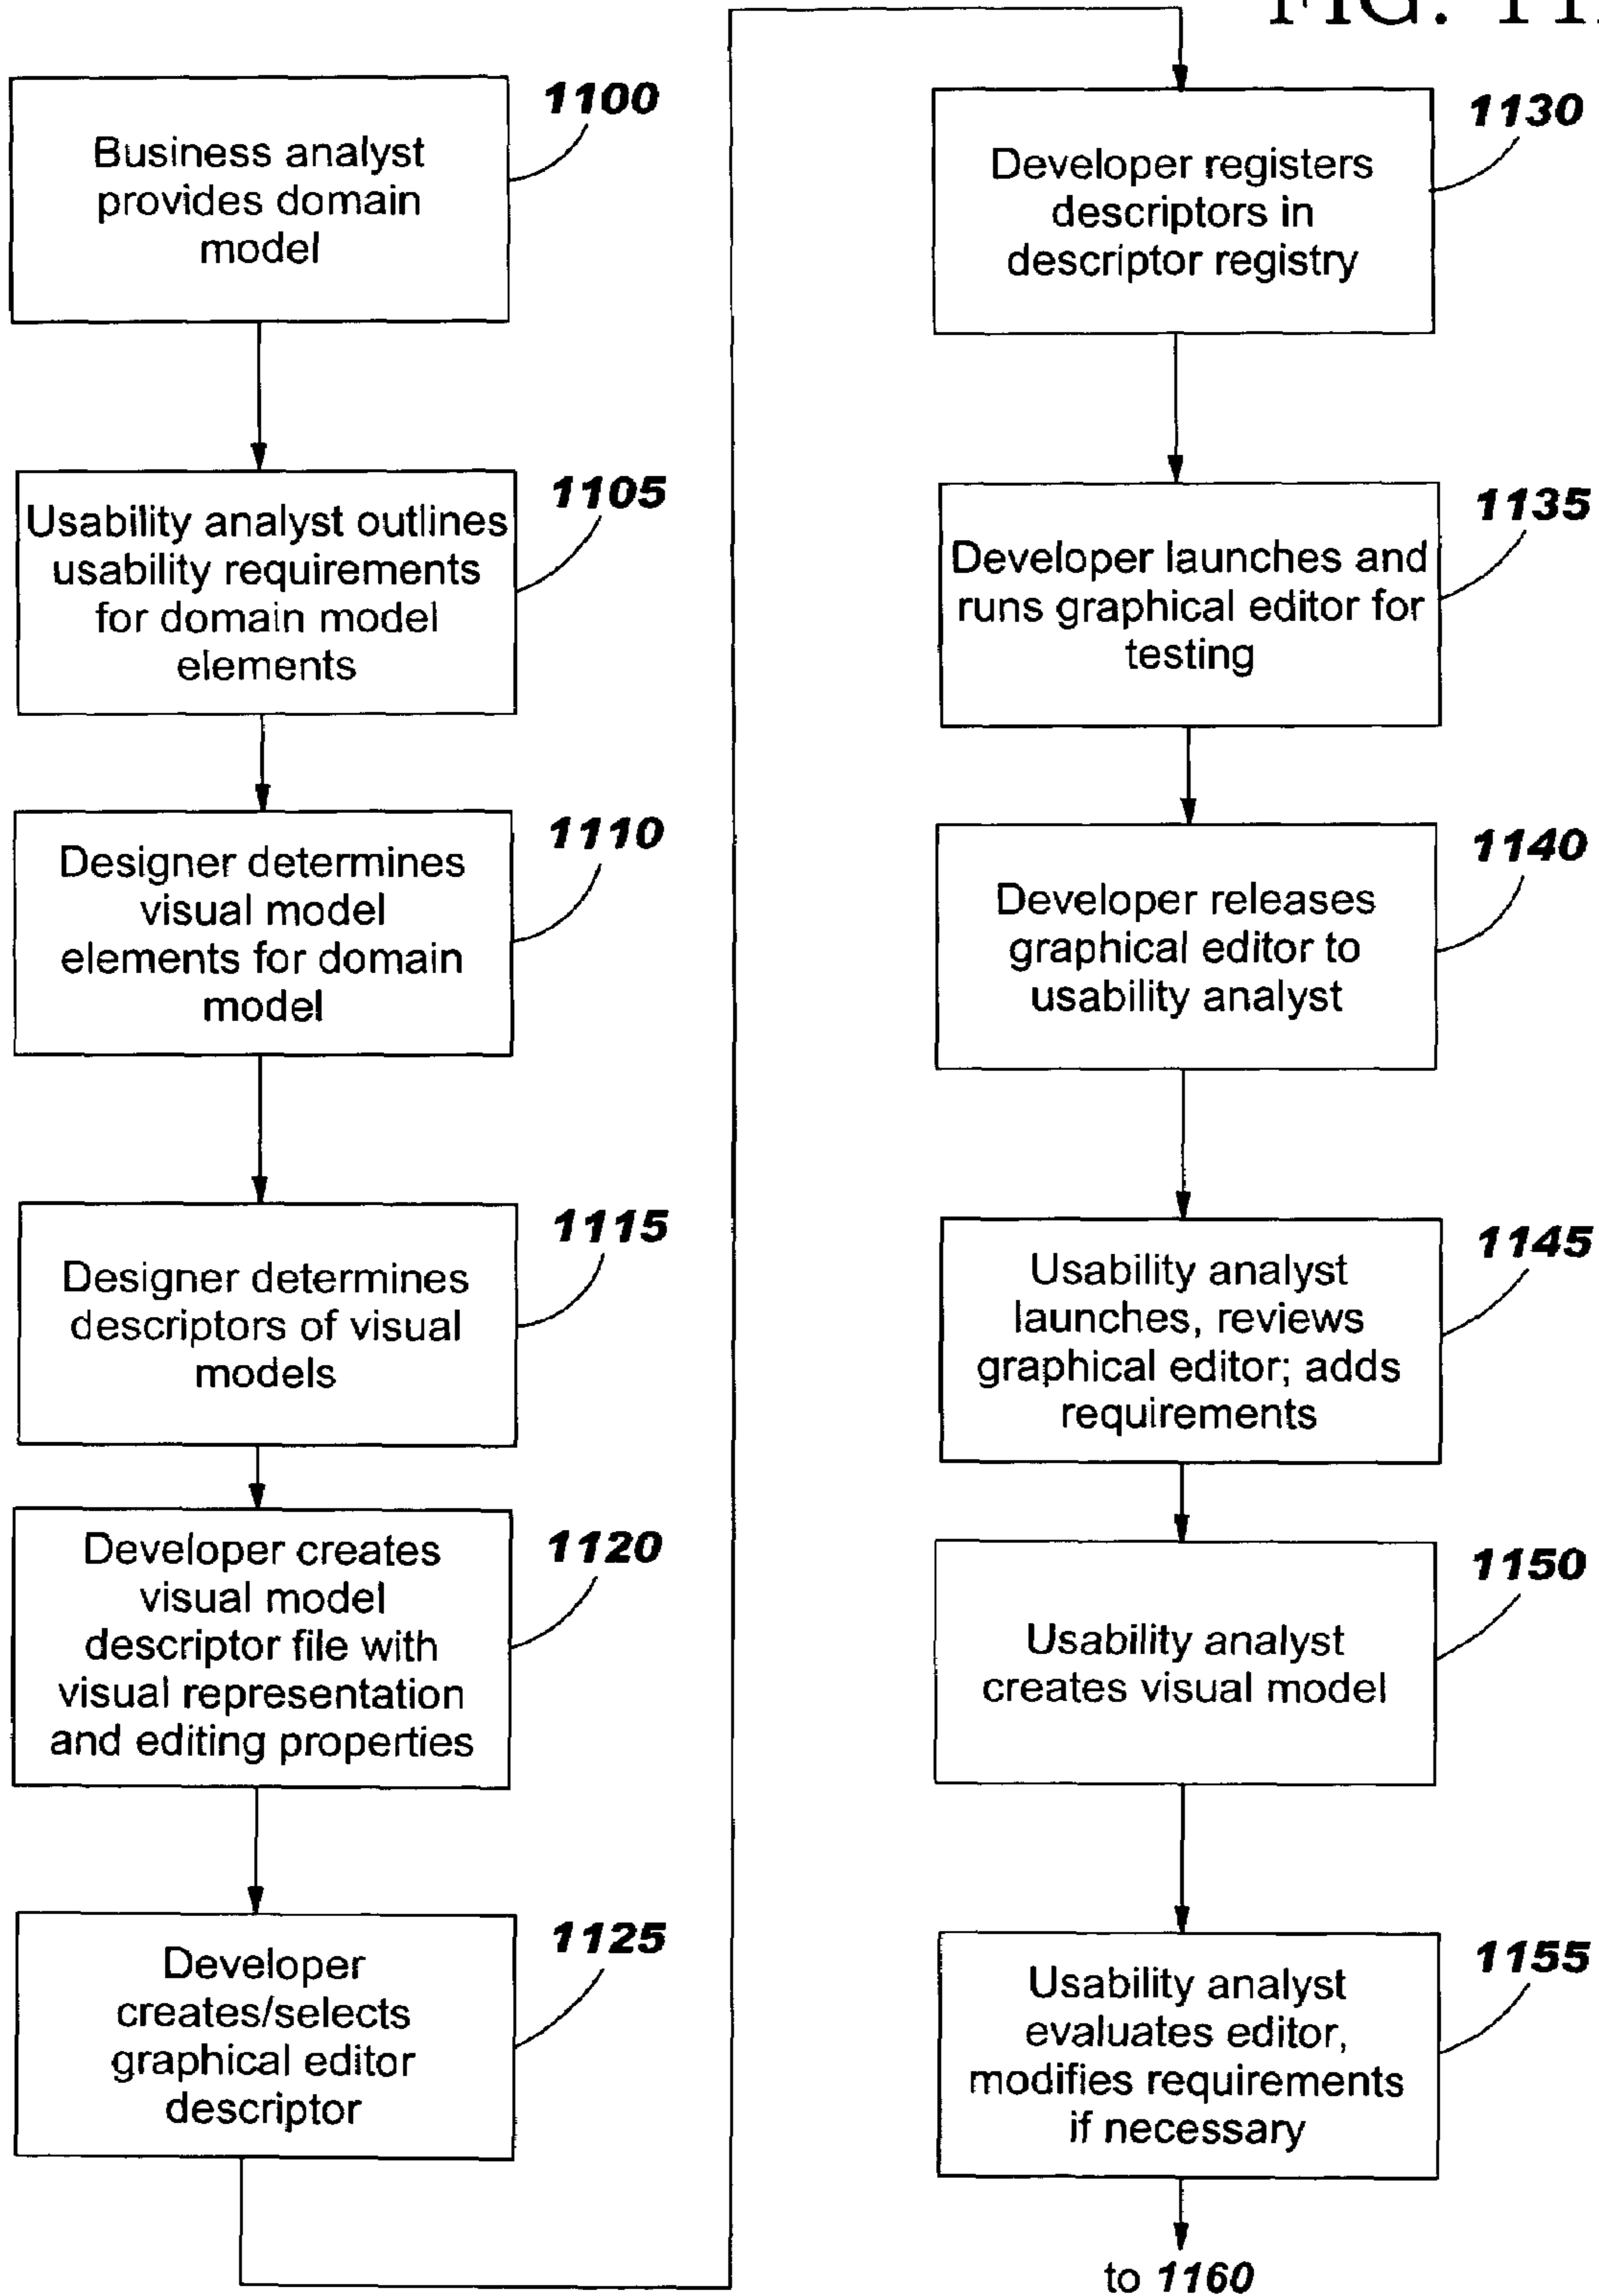 1100
Business analyst
provides domain
model
1105
Usability analyst outlines
usability requirements
for domain model
elements
1110
Designer determines
visual model
elements for domain
model
1115
Designer determines
descriptors of visual
models
1120
Developer creates
visual model
descriptor file with
visual representation
and editing properties
1125
Developer
creates/selects
graphical editor
descriptor
FIG.
1130
Developer registers
descriptors in
descriptor registry
1135
Developer launches and
runs graphical editor for
testing
1140
Developer releases
graphical editor to
usability analyst
1145
Usability analyst
launches, reviews
graphical editor; adds
requirements
1150
Usability analyst
creates visual model
1155
Usability analyst
evaluates editor,
modifies requirements
if necessary
to 1160